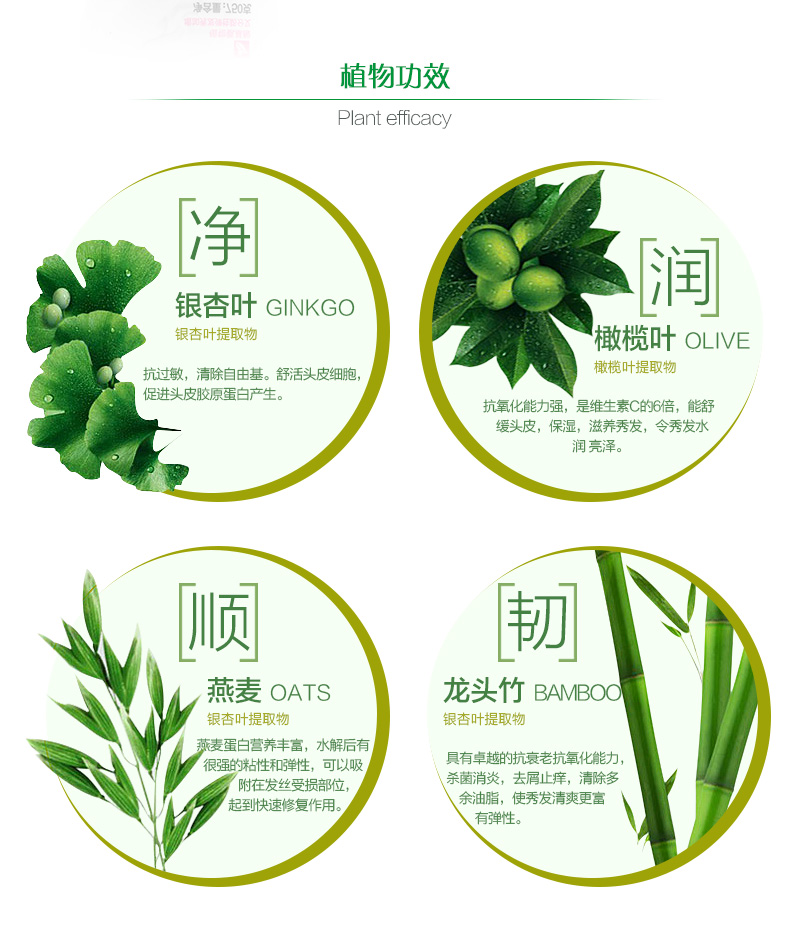 净含量:750克
植物功效
Plant efficacy
净
银杏叶 GINKGO
银杏叶提取物
抗过敏，清除自由基。舒活头皮细胞，
促进头皮胶原蛋白产生。
润
橄榄叶 OLIVE
橄榄叶提取物
抗氧化能力强，是维生素C的6倍，能舒
缓头皮，保湿，滋养秀发，令秀发水
润 亮泽。
顺
燕麦 OATS
银杏叶提取物
燕麦蛋白营养丰富，水解后有
很强的粘性和弹性，可以吸
附在发丝受损部位，
起到快速修复作用。
韧
龙头竹 BAMBOO
银杏叶提取物
具有卓越的抗衰老抗氧化能力，
杀菌消炎，去屑止痒，清除多
余油脂，使秀发清爽更富
有弹性。